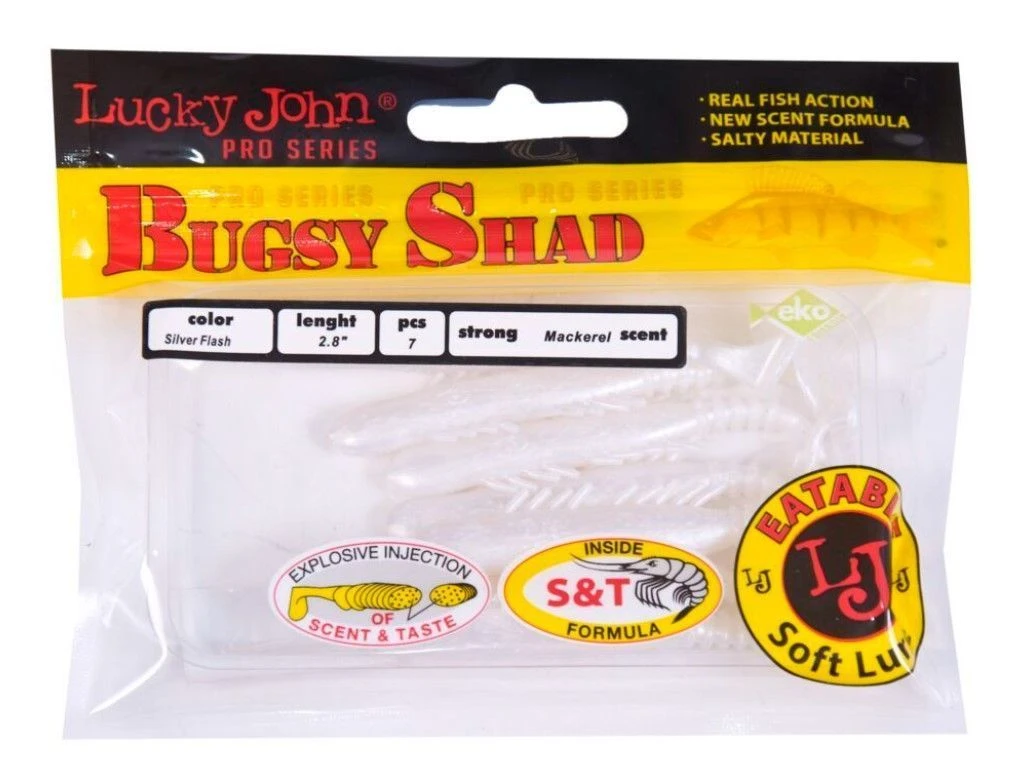 Lucky John®
PRO SERIES
· REAL FISH ACTION
· NEW SCENT FORMULA
· SALTY MATERIAL
PRO SERIES PRO SERIES
BUGSY SHAD
color
Silver Flash
lenght
2.8"
pcs
7
strong Mackerel scent
eko
EXPLOSIVE INJECTION
OF
SCENT & TASTE
INSIDE
S&T
FORMULA
EATABL
LJ
LJ
LJ
Soft Lur